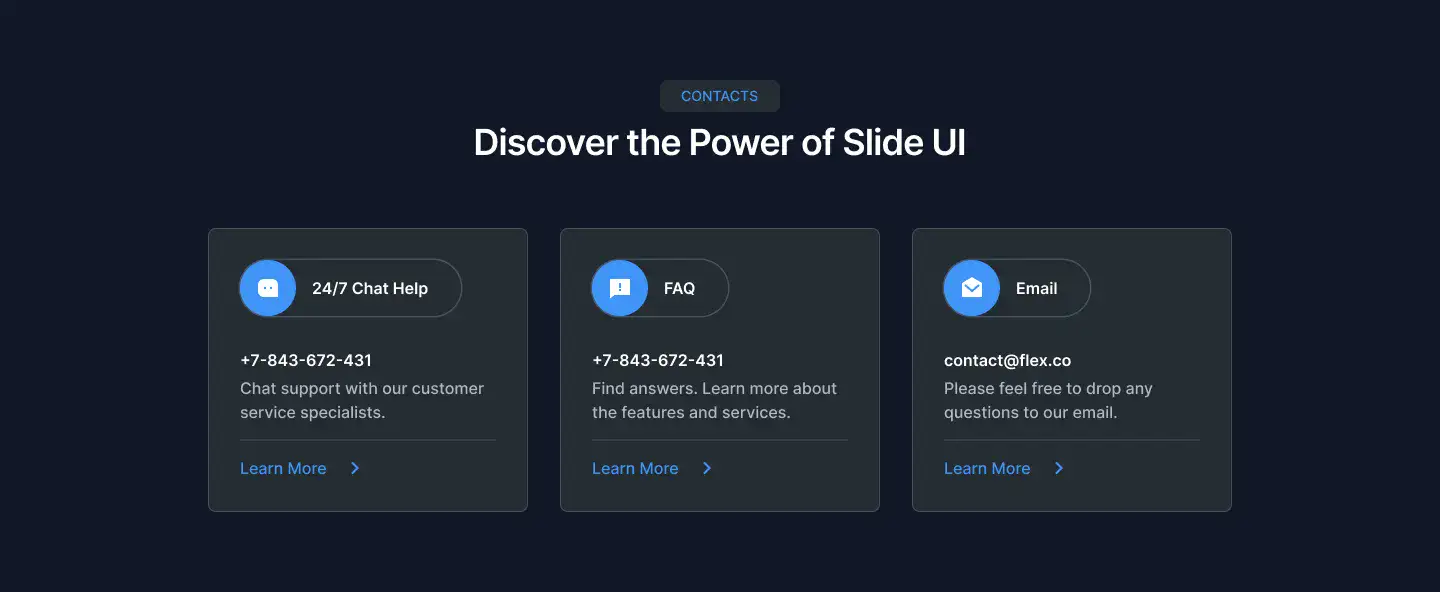 CONTACTS
Discover the Power of Slide UI
24/7 Chat Help
+7-843-672-431
Chat support with our customer
service specialists.
Learn More
FAQ
+7-843-672-431
Find answers. Learn more about
the features and services.
Learn More
Email
contact@flex.co
Please feel free to drop any
questions to our email.
Learn More